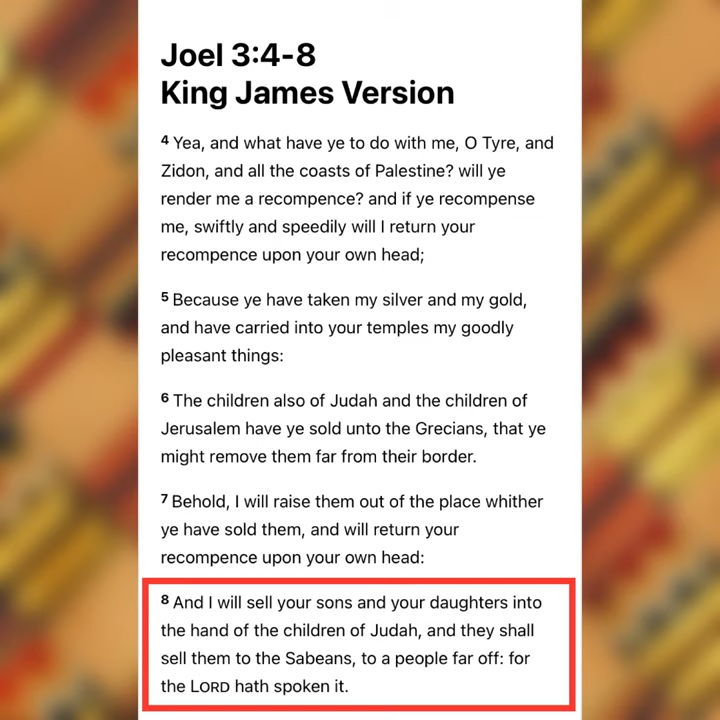 Joel 3:4-8
King James Version
4 Yea, and what have ye to do with me, O Tyre, and
Zidon, and all the coasts of Palestine? will ye
render me a recompence? and if ye recompense
me, swiftly and speedily will I return your
recompence upon your own head;
5 Because ye have taken my silver and my gold,
and have carried into your temples my goodly
pleasant things:
6 The children also of Judah and the children of
Jerusalem have ye sold unto the Grecians, that ye
might remove them far from their border.
7 Behold, I will raise them out of the place whither
ye have sold them, and will return your
recompence upon your own head:
8 And I will sell your sons and your daughters into
the hand of the children of Judah, and they shall
sell them to the Sabeans, to a people far off: for
the LORD hath spoken it.